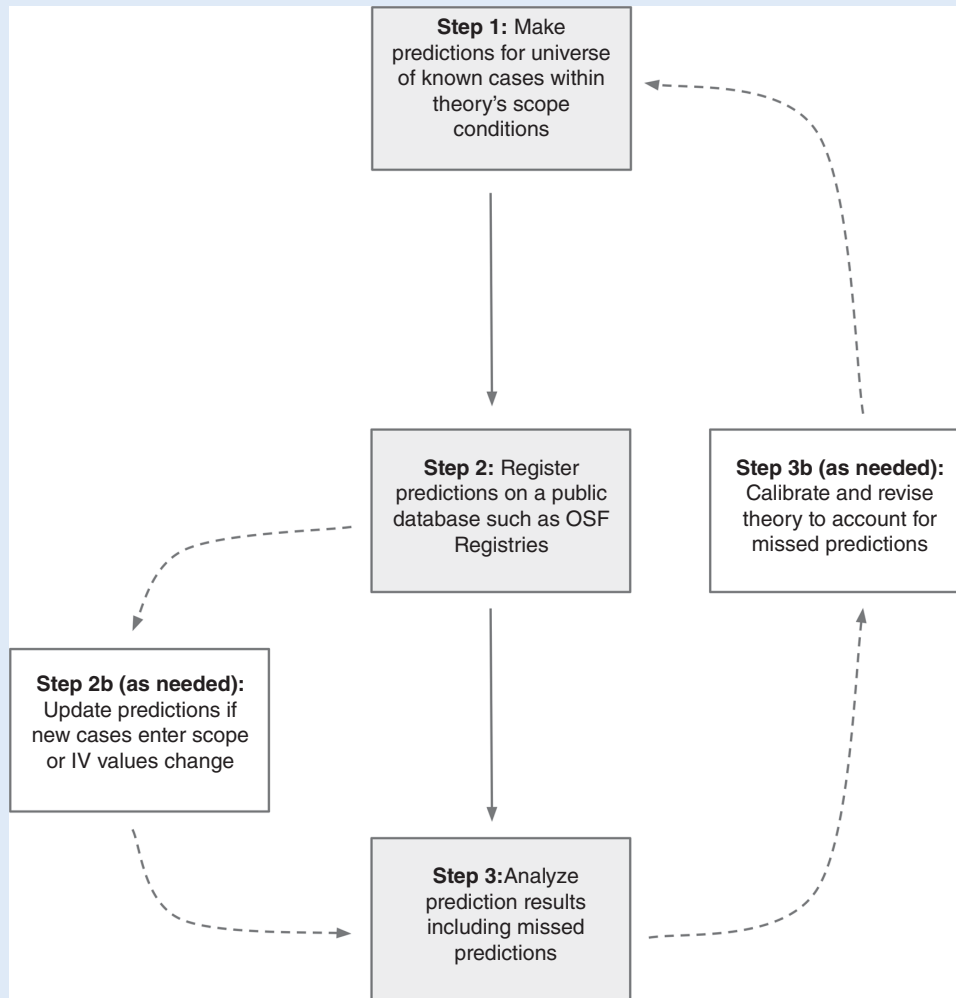 Step 1: Make
predictions for universe
of known cases within
theory's scope
conditions
Step 2: Register
predictions on a public
database such as OSF
Registries
Step 3b (as needed):
Calibrate and revise
theory to account for
missed predictions
Step 2b (as needed):
Update predictions if
new cases enter scope
or IV values change
Step 3:Analyze
prediction results
including missed
predictions